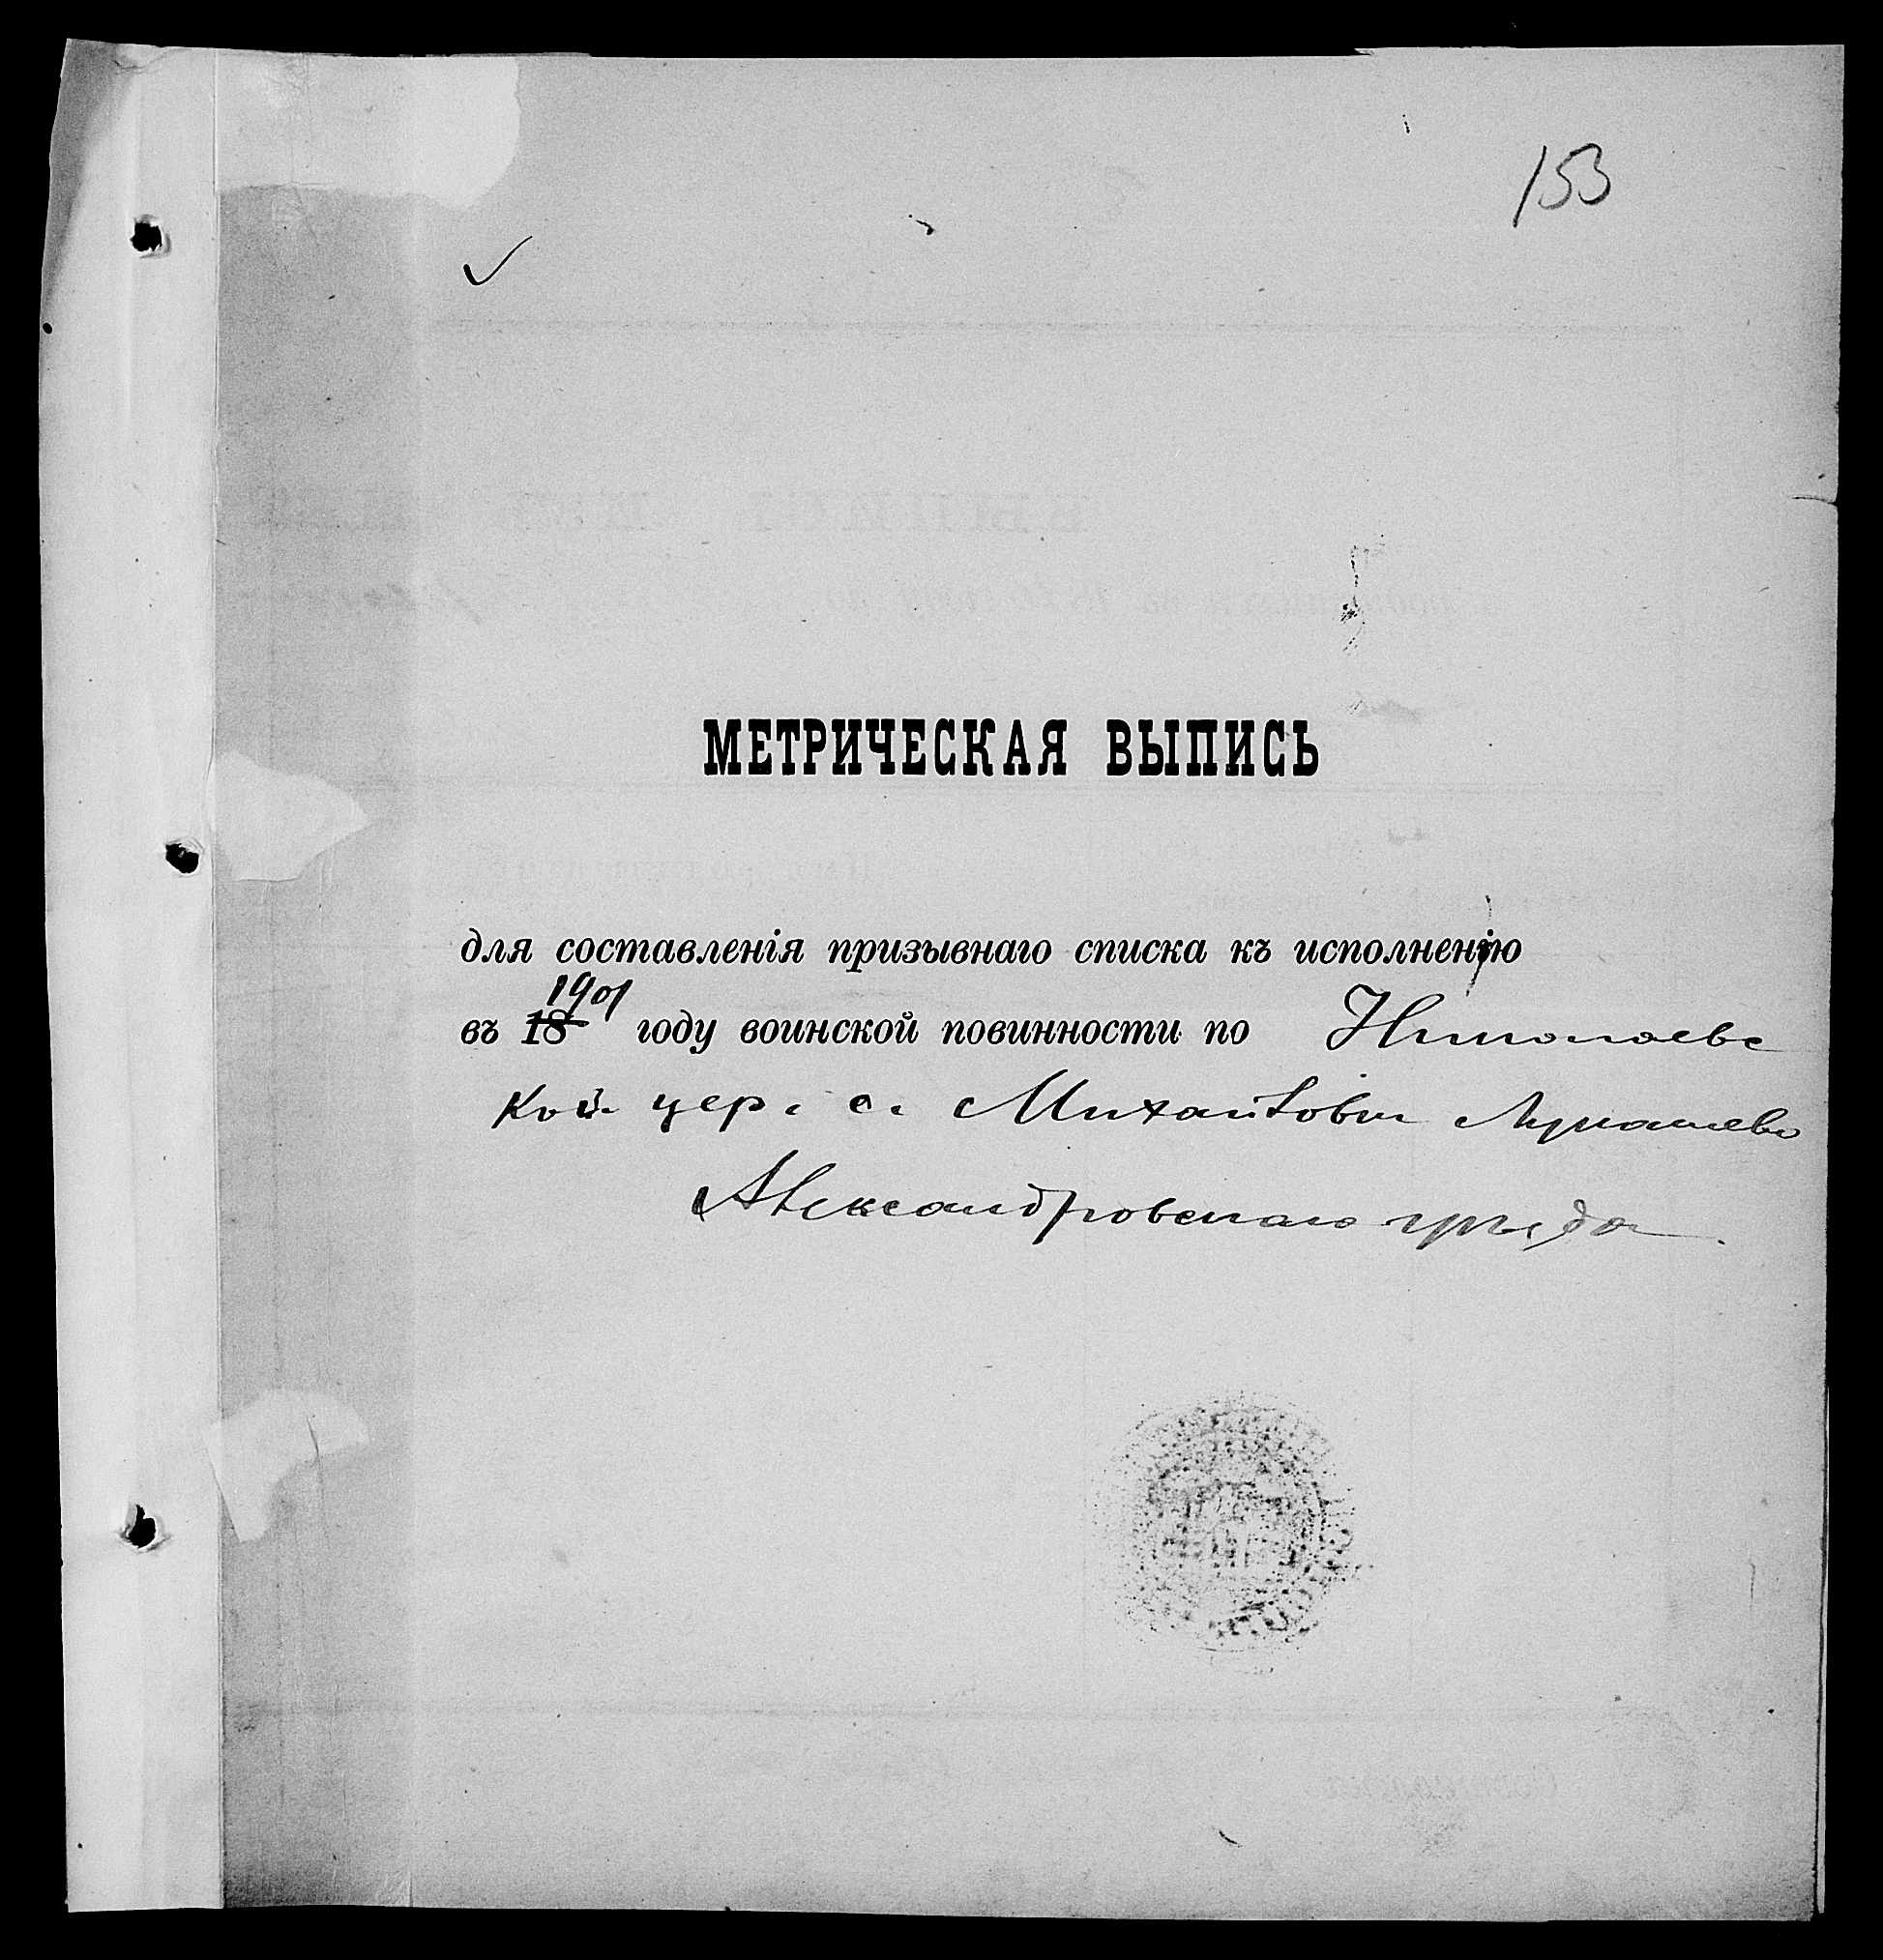 153
МЕТРИЧЕСКАЯ ВЫПИСЬ
для составленія призывнаго списка къ исполненію
1901
въ 18 году воинской повинности по Николаевс
кой цер. с. Михайловки Лукашево
Александровскаго уѣзда